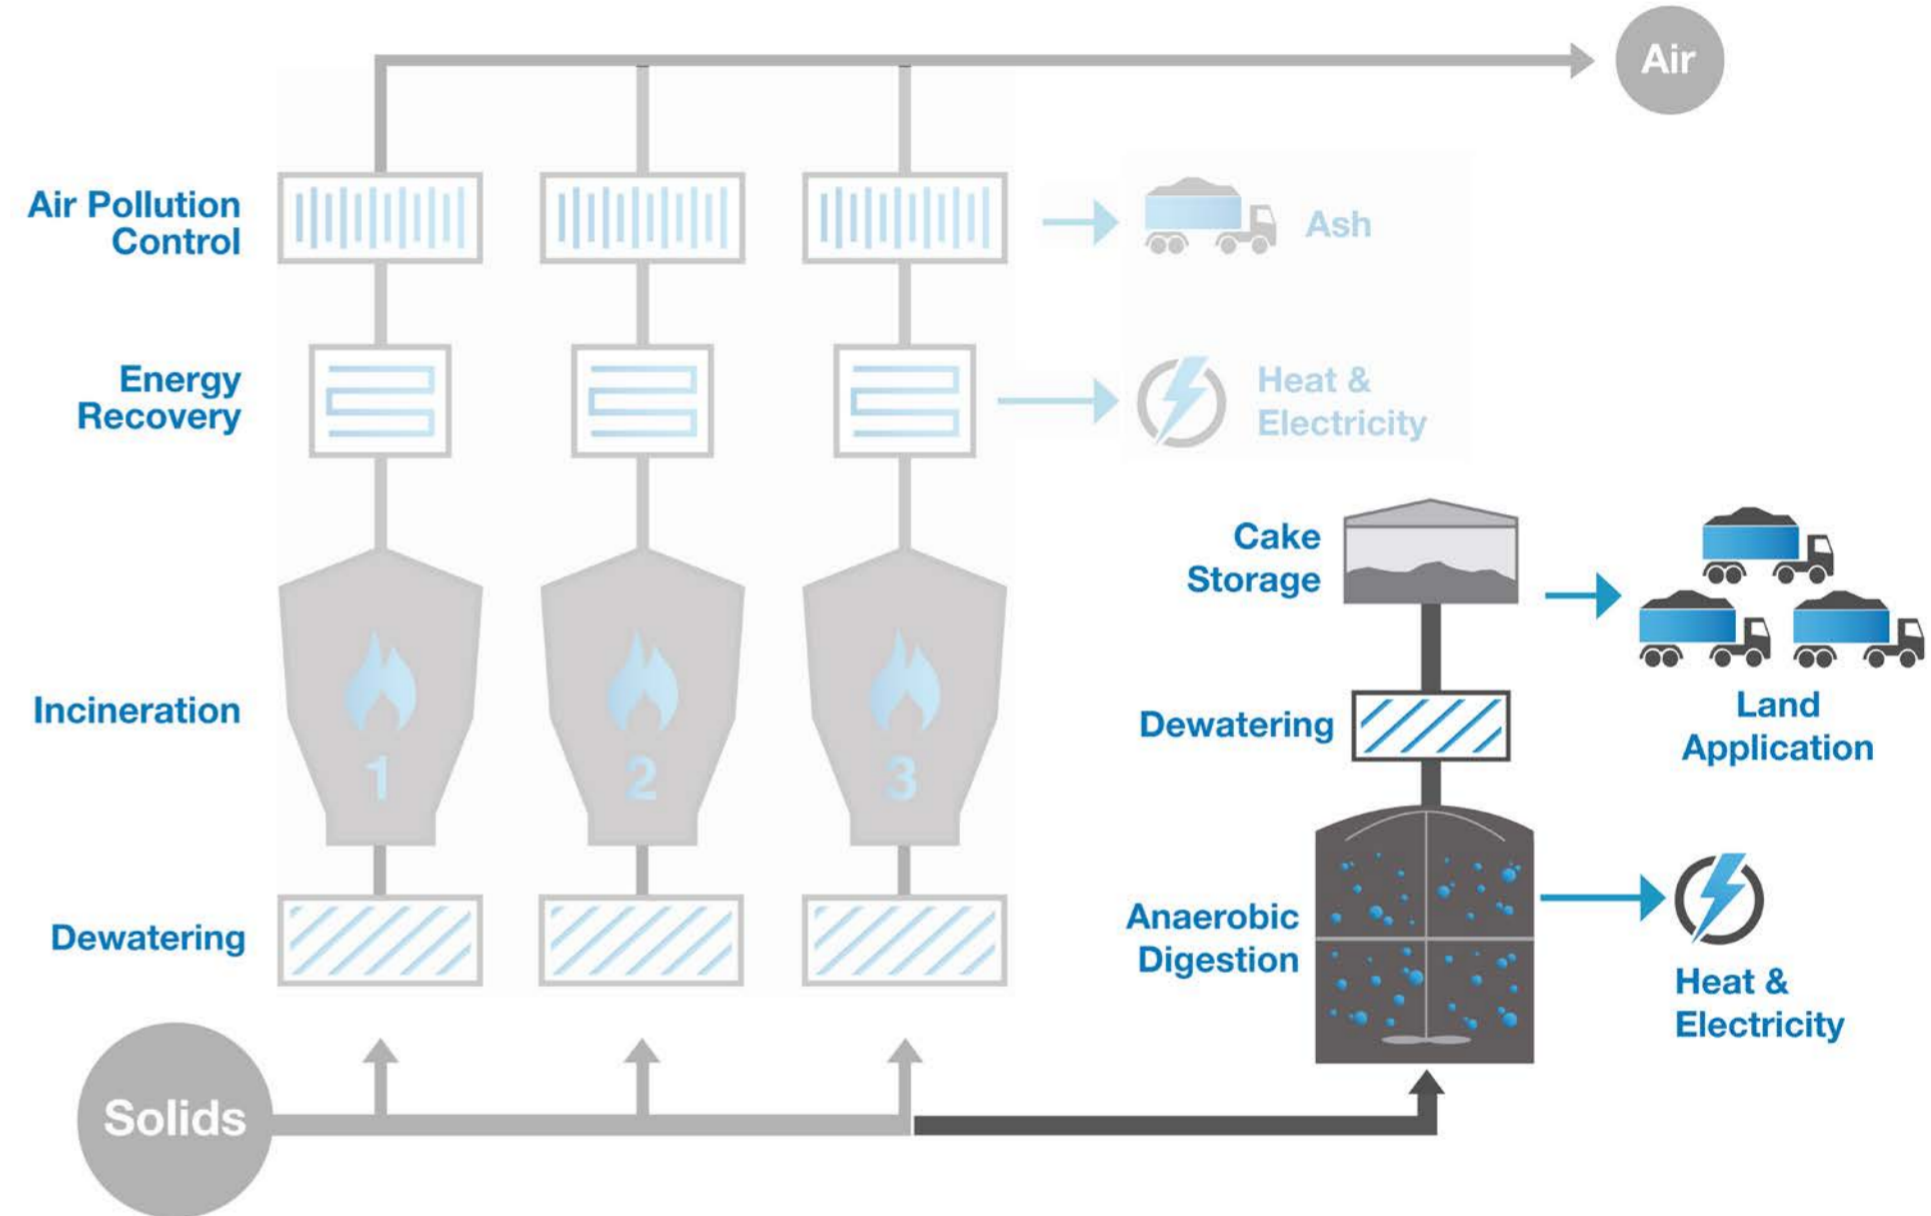 Air
Air Pollution
Control
Ash
Energy
Recovery
Heat &
Electricity
Cake
Storage
Land
Application
Incineration
1
2
3
Dewatering
Dewatering
Anaerobic
Digestion
Heat &
Electricity
Solids